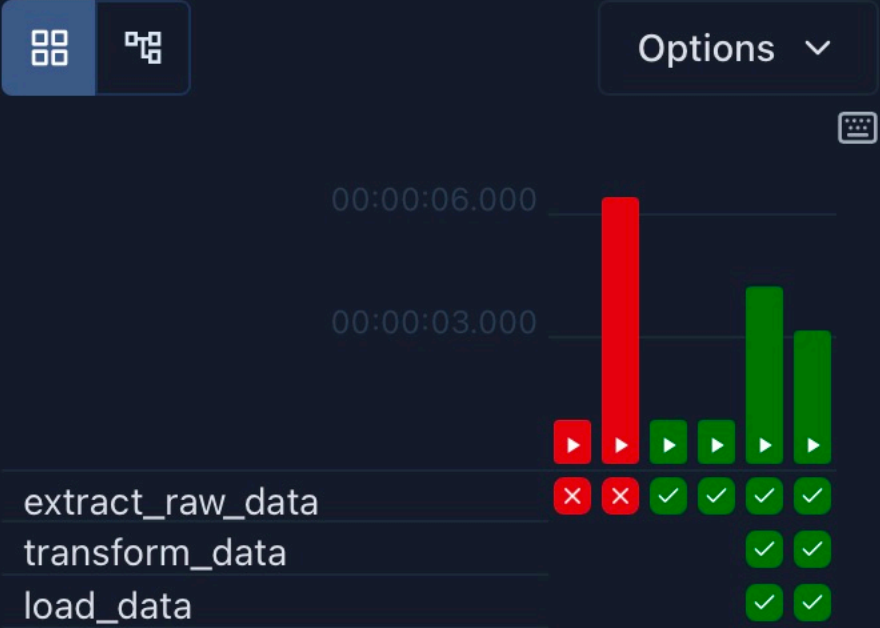 Options
00:00:06.000
00:00:03.000
extract_raw_data
transform_data
load_data